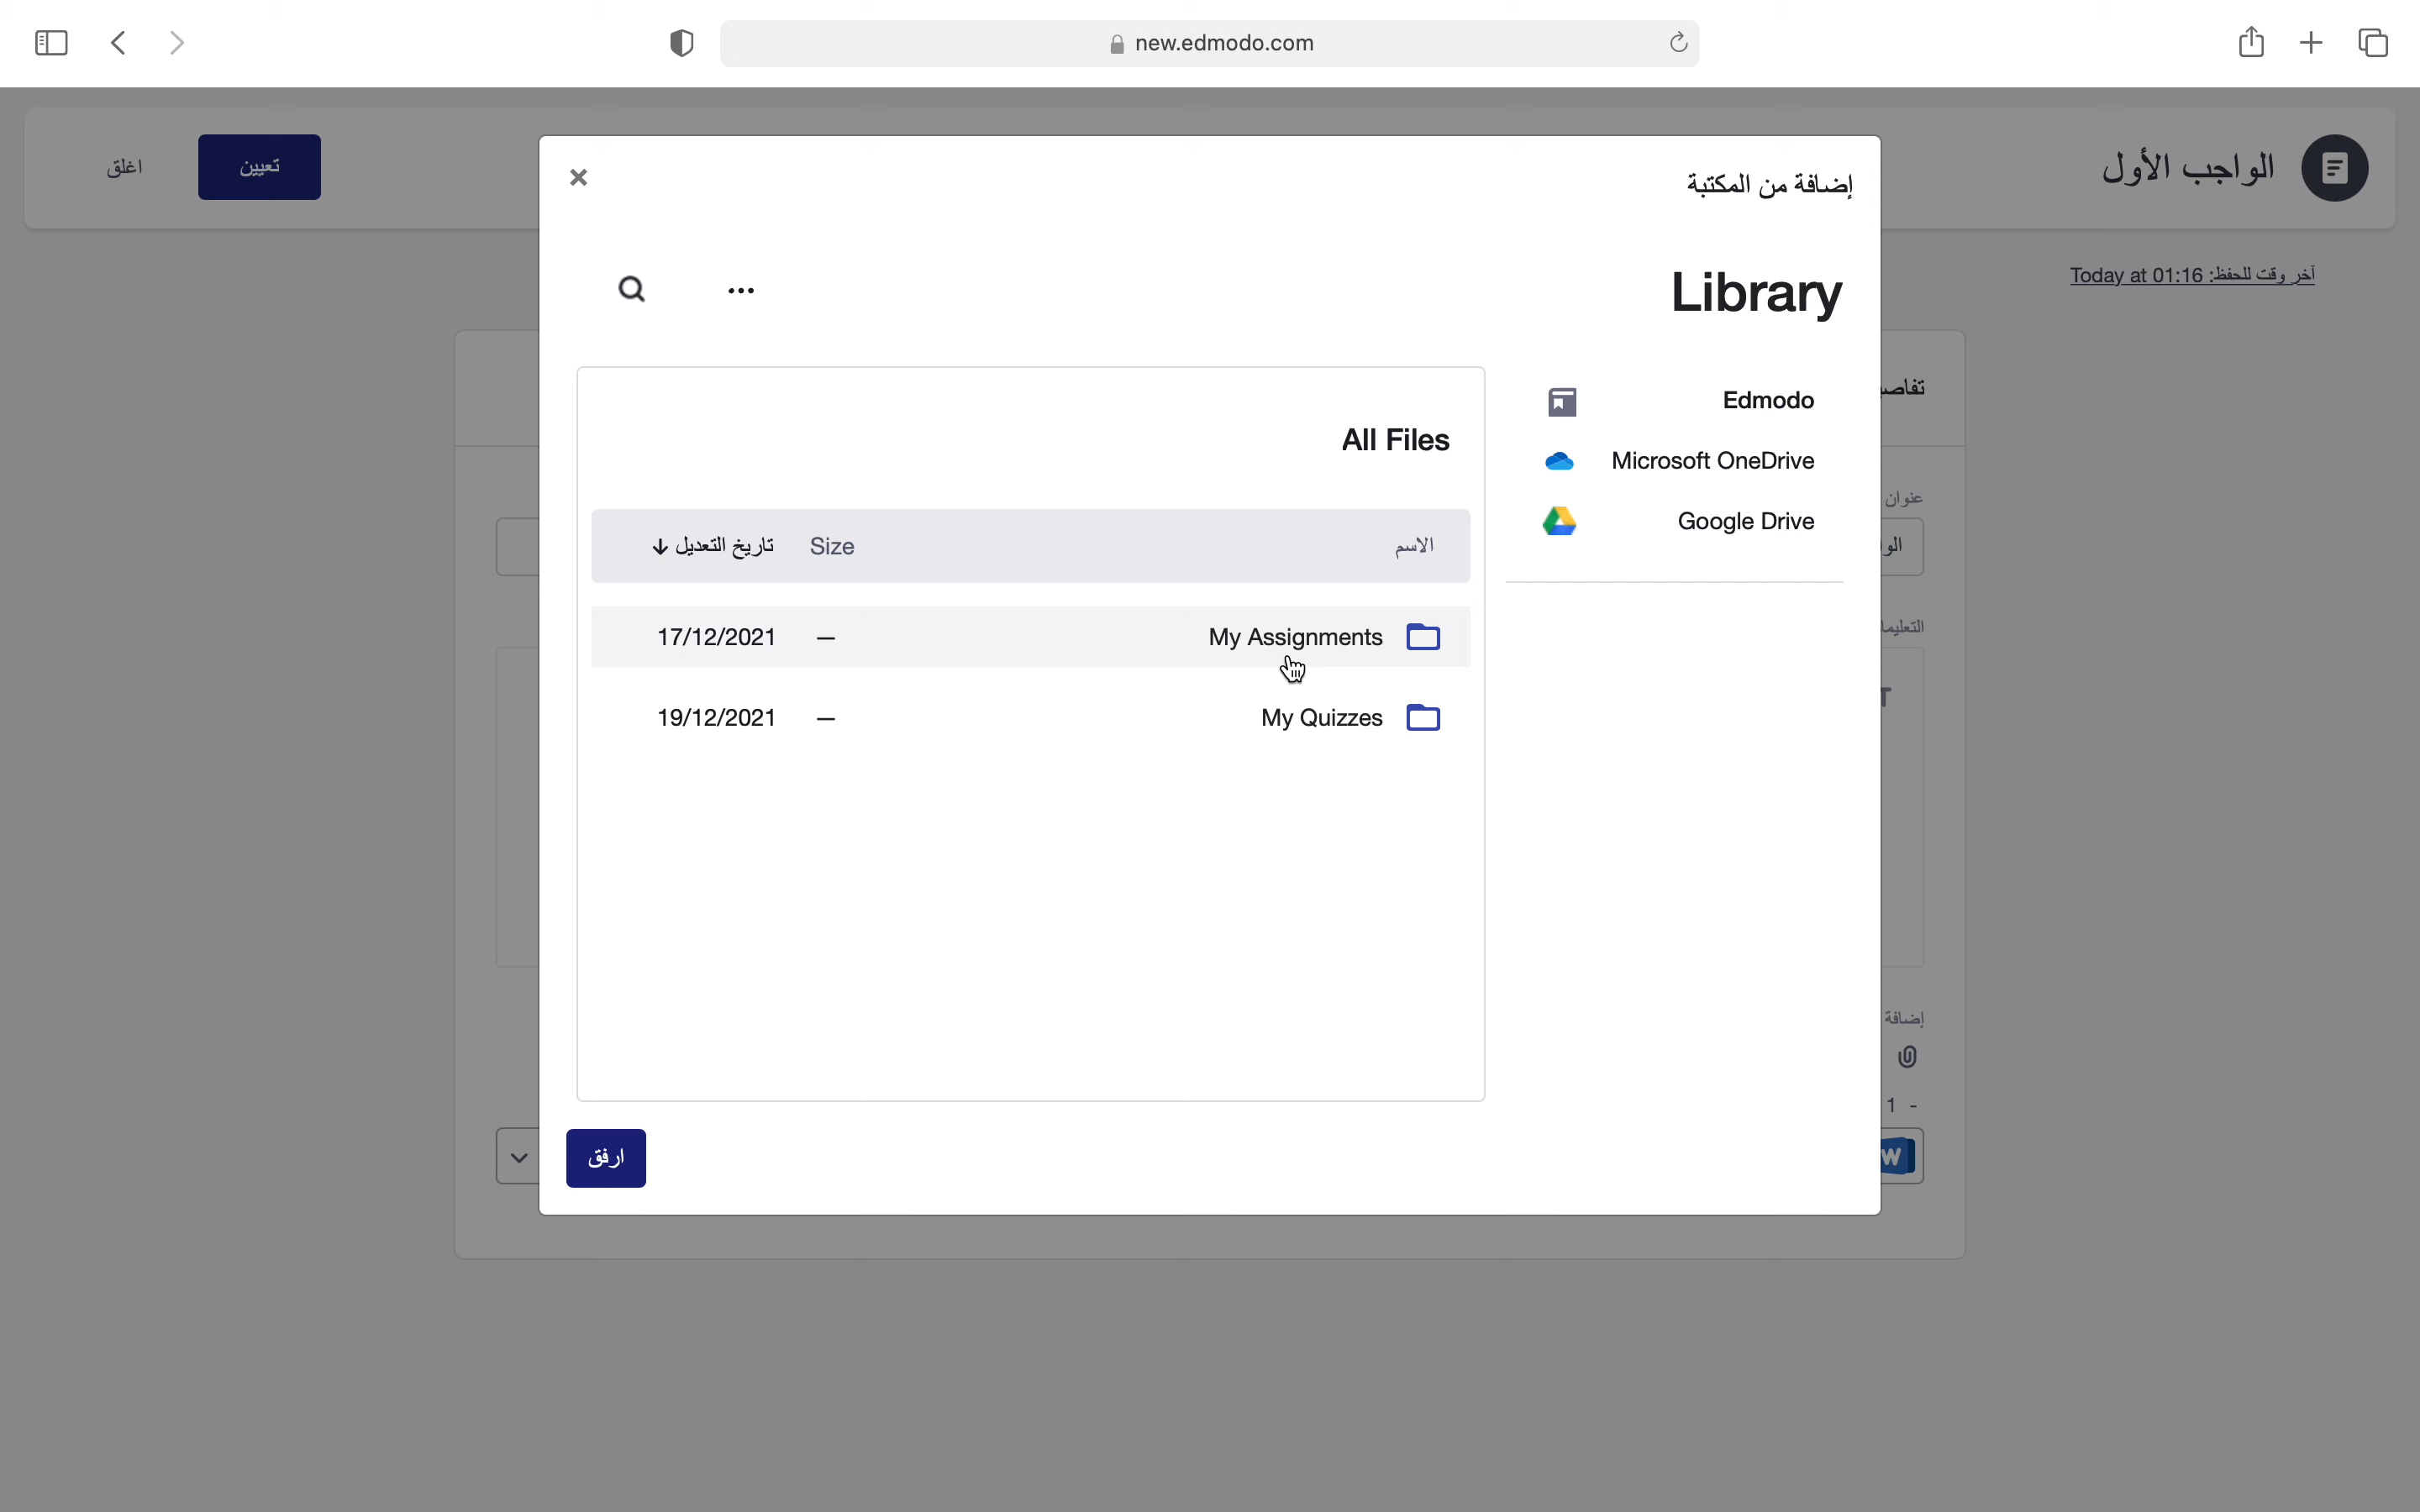 new.edmodo.com
الواجب الأول
تعيين
اغلق
آخر وقت للحفظ: Today at 01:16
إضافة من المكتبة
Library
Edmodo
Microsoft OneDrive
Google Drive
All Files
الاسم Size تاريخ التعديل
My Assignments — 17/12/2021
My Quizzes — 19/12/2021
ارفق
عنوان
إضافة
1 -
W